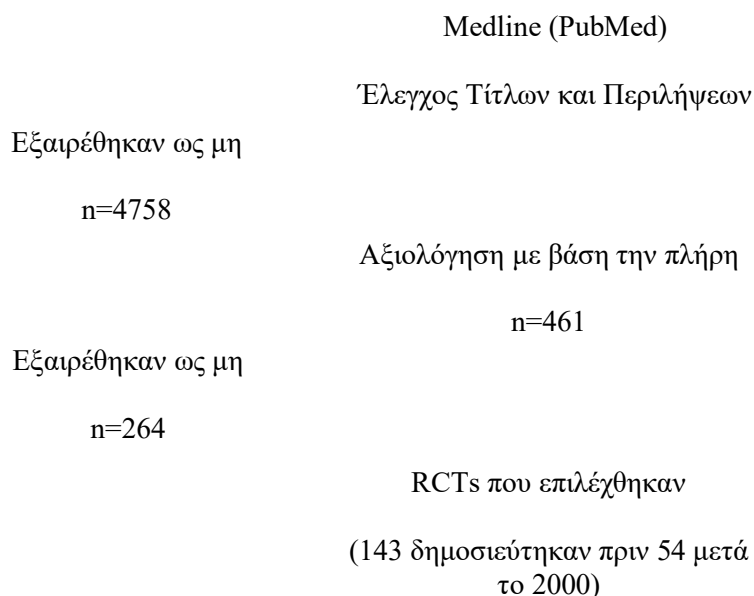 Medline (PubMed)
Έλεγχος Τίτλων και Περιλήψεων
Εξαιρέθηκαν ως μη
n=4758
Αξιολόγηση με βάση την πλήρη
n=461
Εξαιρέθηκαν ως μη
n=264
RCTs που επιλέχθηκαν
(143 δημοσιεύτηκαν πριν 54 μετά
το 2000)